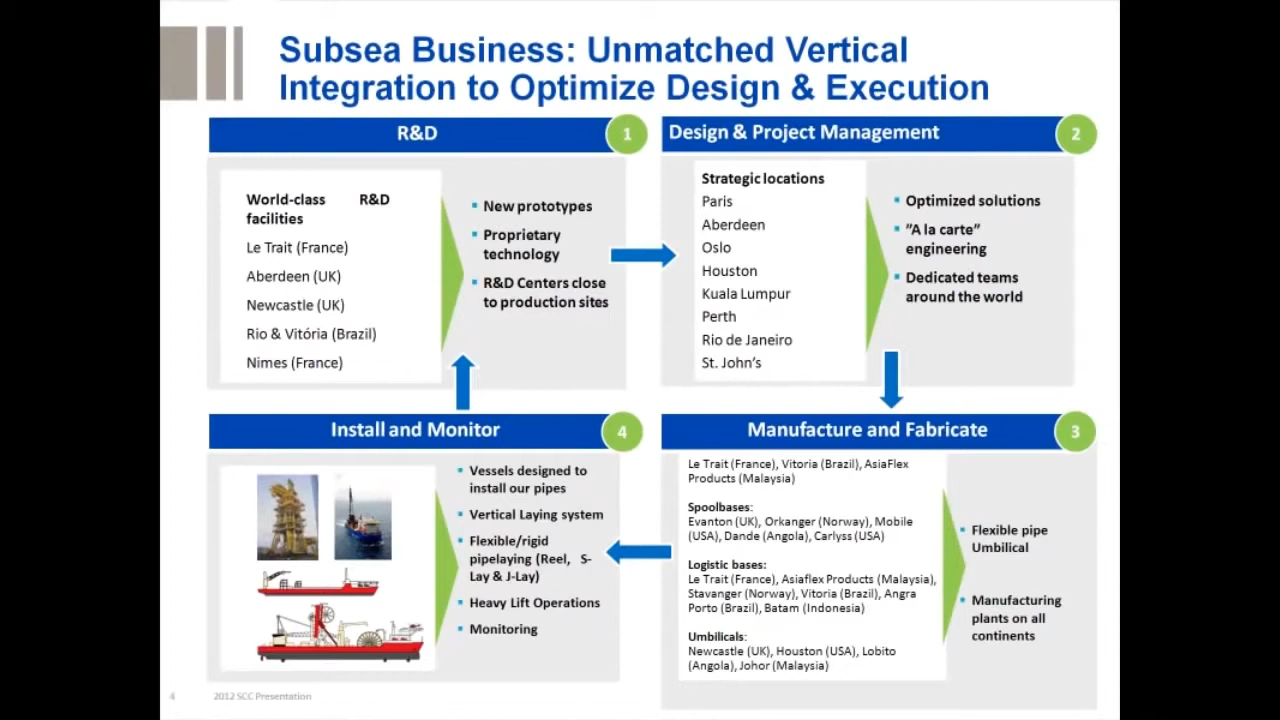 Subsea Business: Unmatched Vertical
Integration to Optimize Design & Execution
R&D
1
World-class R&D
facilities
Le Trait (France)
Aberdeen (UK)
Newcastle (UK)
Rio & Vitória (Brazil)
Nimes (France)
New prototypes
Proprietary
technology
R&D Centers close
to production sites
Design & Project Management
2
Strategic locations
Paris
Aberdeen
Oslo
Houston
Kuala Lumpur
Perth
Rio de Janeiro
St. John's
Optimized solutions
"A la carte"
engineering
Dedicated teams
around the world
Install and Monitor
4
Vessels designed to
install our pipes
Vertical Laying system
Flexible/rigid
pipelaying (Reel, S-
Lay & J-Lay)
Heavy Lift Operations
Monitoring
Manufacture and Fabricate
3
Le Trait (France), Vitoria (Brazil), AsiaFlex
Products (Malaysia)
Spoolbases:
Evanton (UK), Orkanger (Norway), Mobile
(USA), Dande (Angola), Carlyss (USA)
Logistic bases:
Le Trait (France), Asiaflex Products (Malaysia),
Stavanger (Norway), Vitoria (Brazil), Angra
Porto (Brazil), Batam (Indonesia)
Umbilicals:
Newcastle (UK), Houston (USA), Lobito
(Angola), Johor (Malaysia)
Flexible pipe
Umbilical
Manufacturing
plants on all
continents
4
2012 SCC Presentation